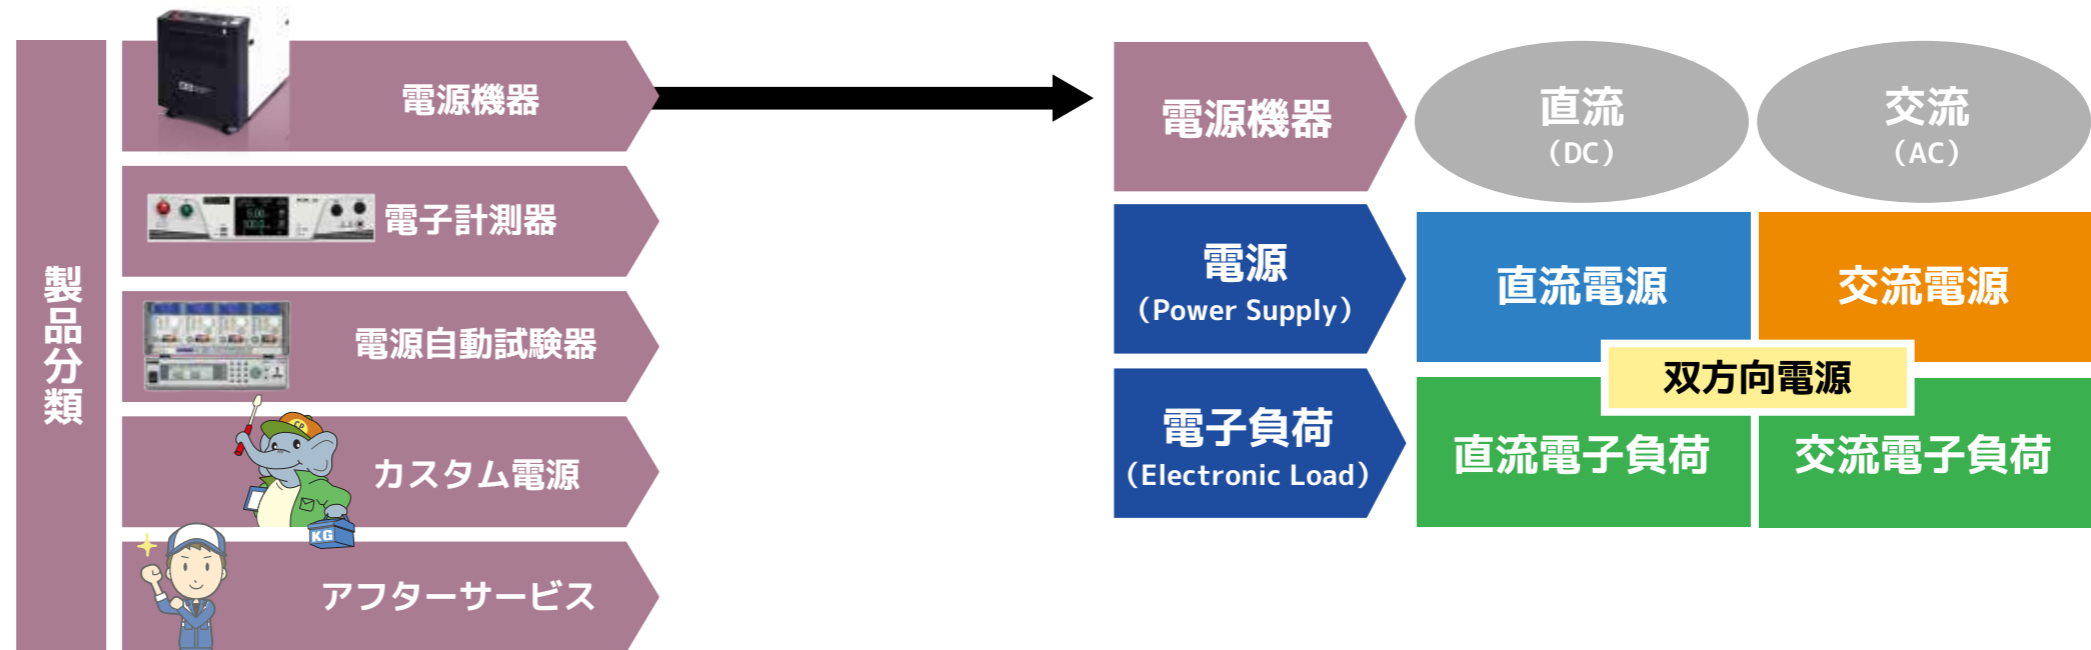 製品分類
電源機器
電子計測器
電源自動試験器
CP
カスタム電源
KG
アフターサービス
電源機器
直流
（DC）
交流
（AC）
電源
（Power Supply）
直流電源
交流電源
双方向電源
電子負荷
（Electronic Load）
直流電子負荷
交流電子負荷